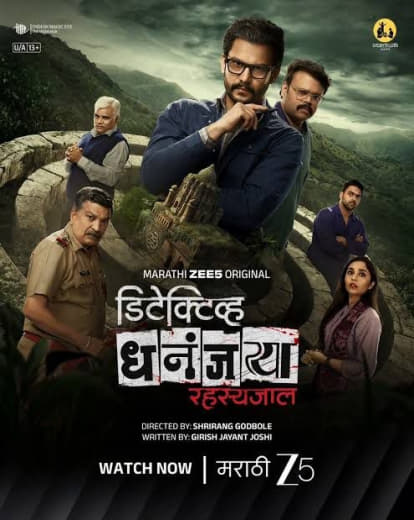 U/A 13+
MARATHI ZEE5 ORIGINAL
डिटेक्टिव्ह
धनंजया
रहस्यजाल
DIRECTED BY: SHRIRANG GODBOLE
WRITTEN BY: GIRISH JAYANT JOSHI
WATCH NOW | मराठी Z5